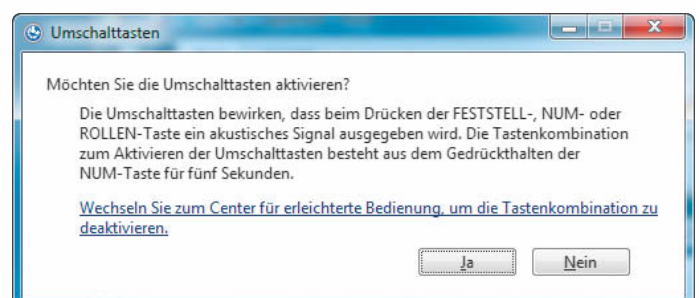 Umschalttasten
Möchten Sie die Umschalttasten aktivieren?
Die Umschalttasten bewirken, dass beim Drücken der FESTSTELL-, NUM- oder
ROLLEN-Taste ein akustisches Signal ausgegeben wird. Die Tastenkombination
zum Aktivieren der Umschalttasten besteht aus dem Gedrückthalten der
NUM-Taste für fünf Sekunden.
Wechseln Sie zum Center für erleichterte Bedienung, um die Tastenkombination zu
deaktivieren.
Ja Nein